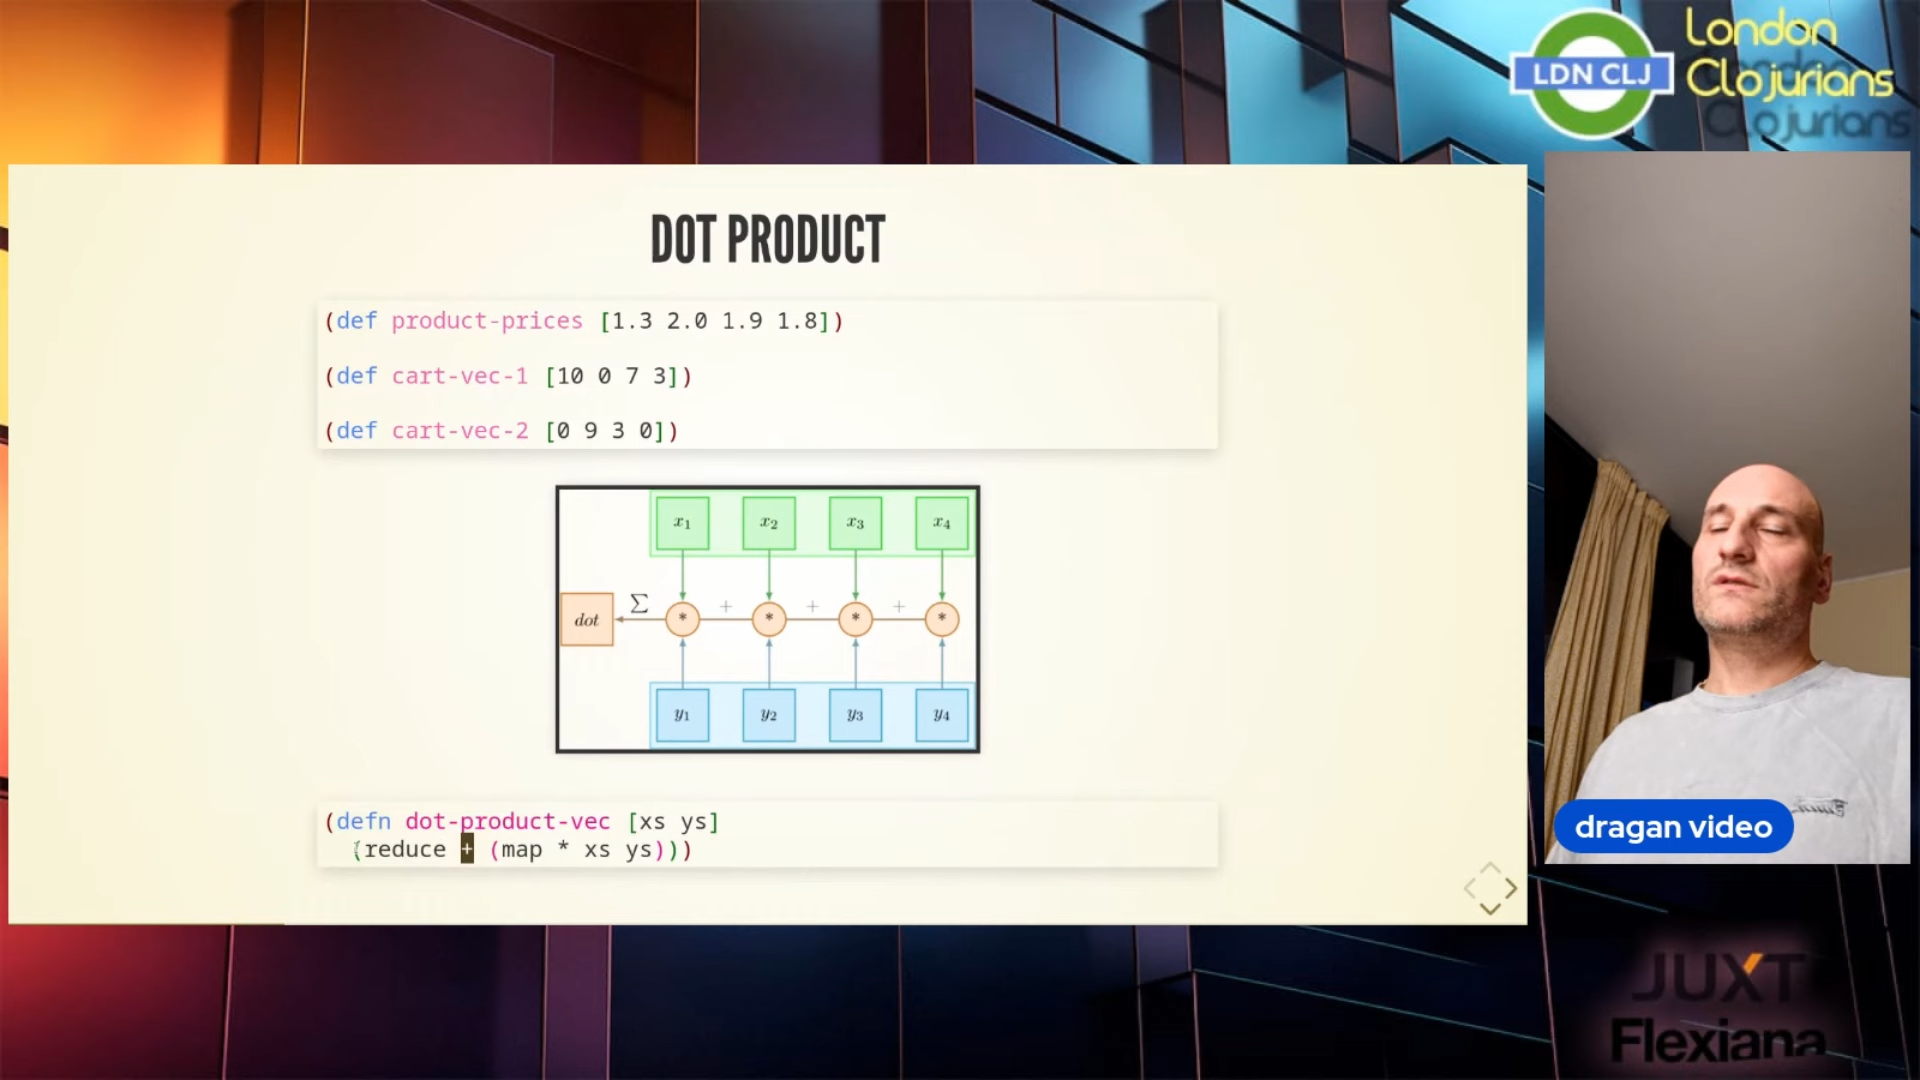 London
LDN CLJ
Clojurians
DOT PRODUCT
(def product-prices [1.3 2.0 1.9 1.8])
(def cart-vec-1 [10 0 7 3])
(def cart-vec-2 [0 9 3 0])
x1 x2 x3 x4
∑ + + +
dot * * * *
y1 y2 y3 y4
(defn dot-product-vec [xs ys]
(reduce + (map * xs ys)))
dragan video
JUXT
Flexiana